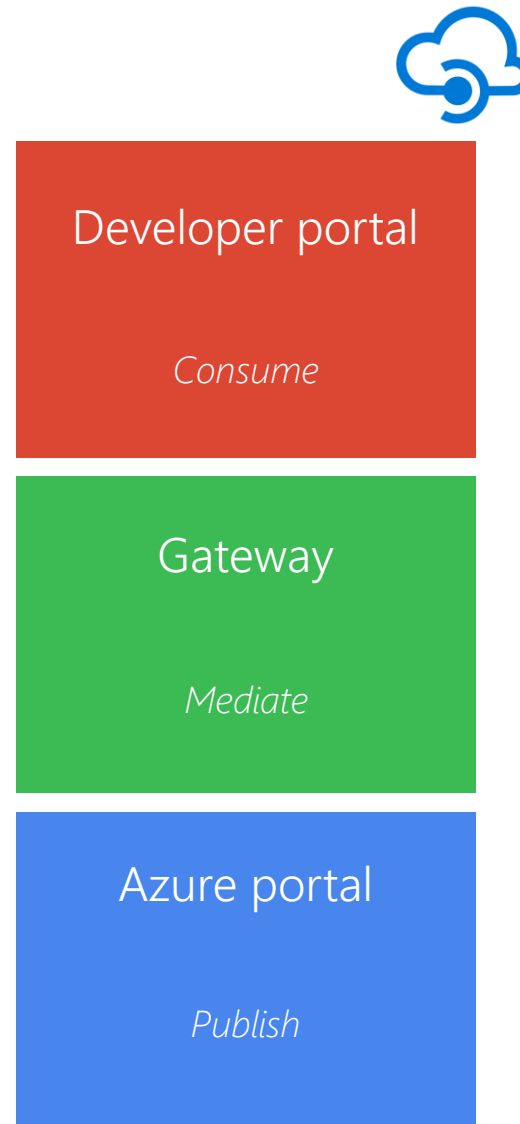 Developer portal
Consume
Gateway
Mediate
Azure portal
Publish